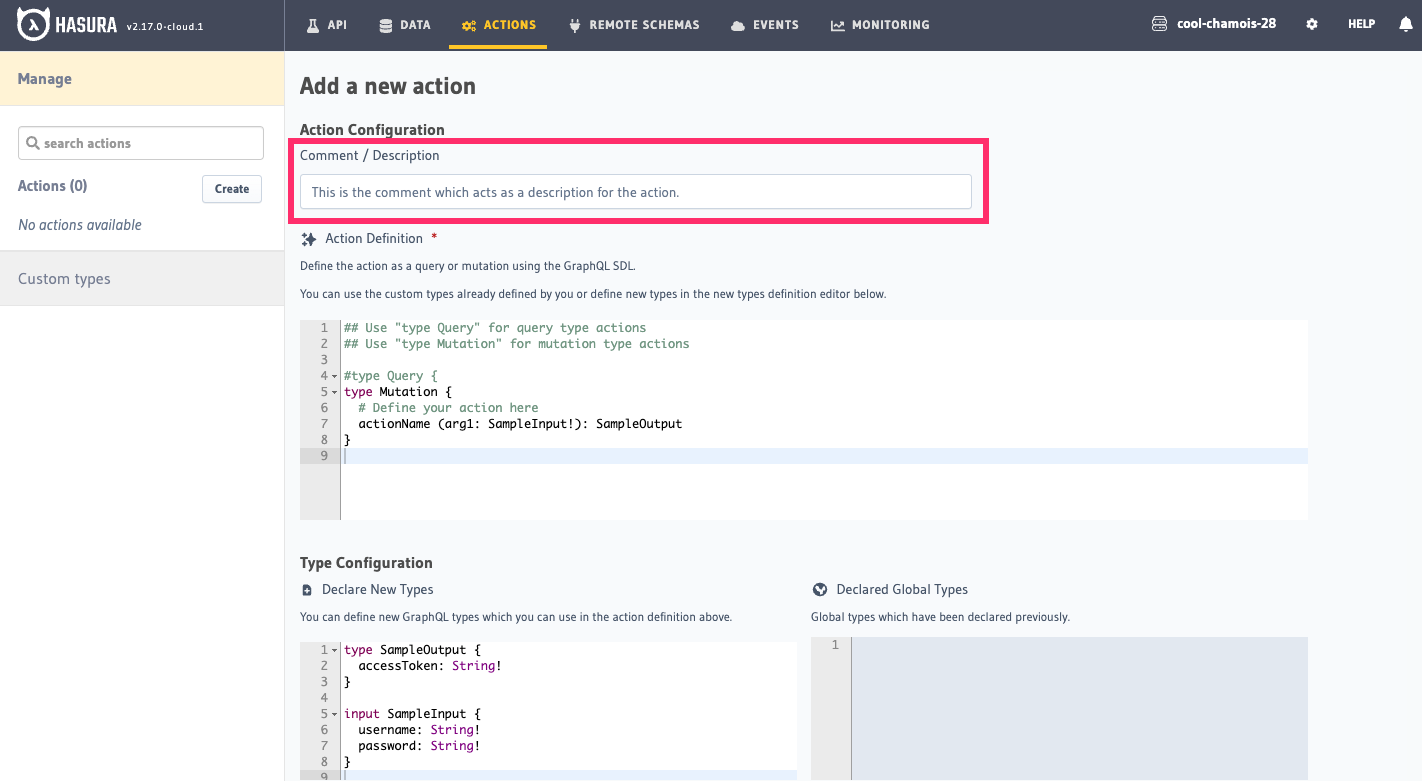 HASURA v2.17.0-cloud.1
API DATA ACTIONS REMOTE SCHEMAS EVENTS MONITORING
cool-chamois-28 HELP
Manage
search actions
Actions (0) Create
No actions available
Custom types
Add a new action
Action Configuration
Comment / Description
This is the comment which acts as a description for the action.
Action Definition *
Define the action as a query or mutation using the GraphQL SDL.
You can use the custom types already defined by you or define new types in the new types definition editor below.
1 ## Use "type Query" for query type actions
2 ## Use "type Mutation" for mutation type actions
3
4 #type Query {
5 type Mutation {
6 # Define your action here
7 actionName (arg1: SampleInput!): SampleOutput
8 }
9
Type Configuration
Declare New Types
You can define new GraphQL types which you can use in the action definition above.
1 type SampleOutput {
2 accessToken: String!
3 }
4
5 input SampleInput {
6 username: String!
7 password: String!
8 }
9
Declared Global Types
Global types which have been declared previously.
1